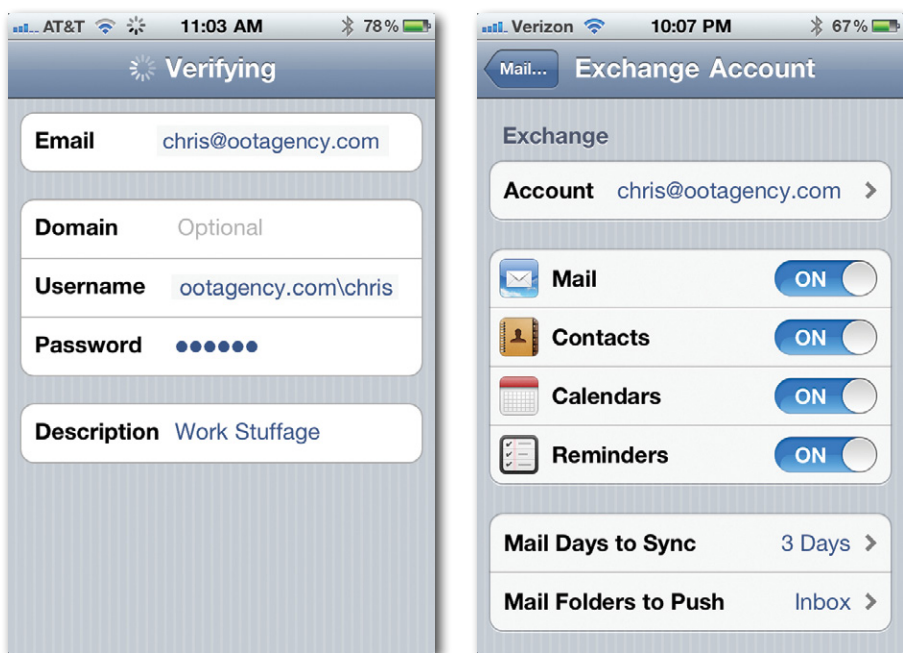 AT&T 11:03 AM 78%
Verifying
Email chris@ootagency.com
Domain Optional
Username ootagency.com\chris
Password ●●●●●●
Description Work Stuffage
Verizon 10:07 PM 67%
Mail... Exchange Account
Exchange
Account chris@ootagency.com
Mail ON
Contacts ON
Calendars ON
Reminders ON
Mail Days to Sync 3 Days
Mail Folders to Push Inbox